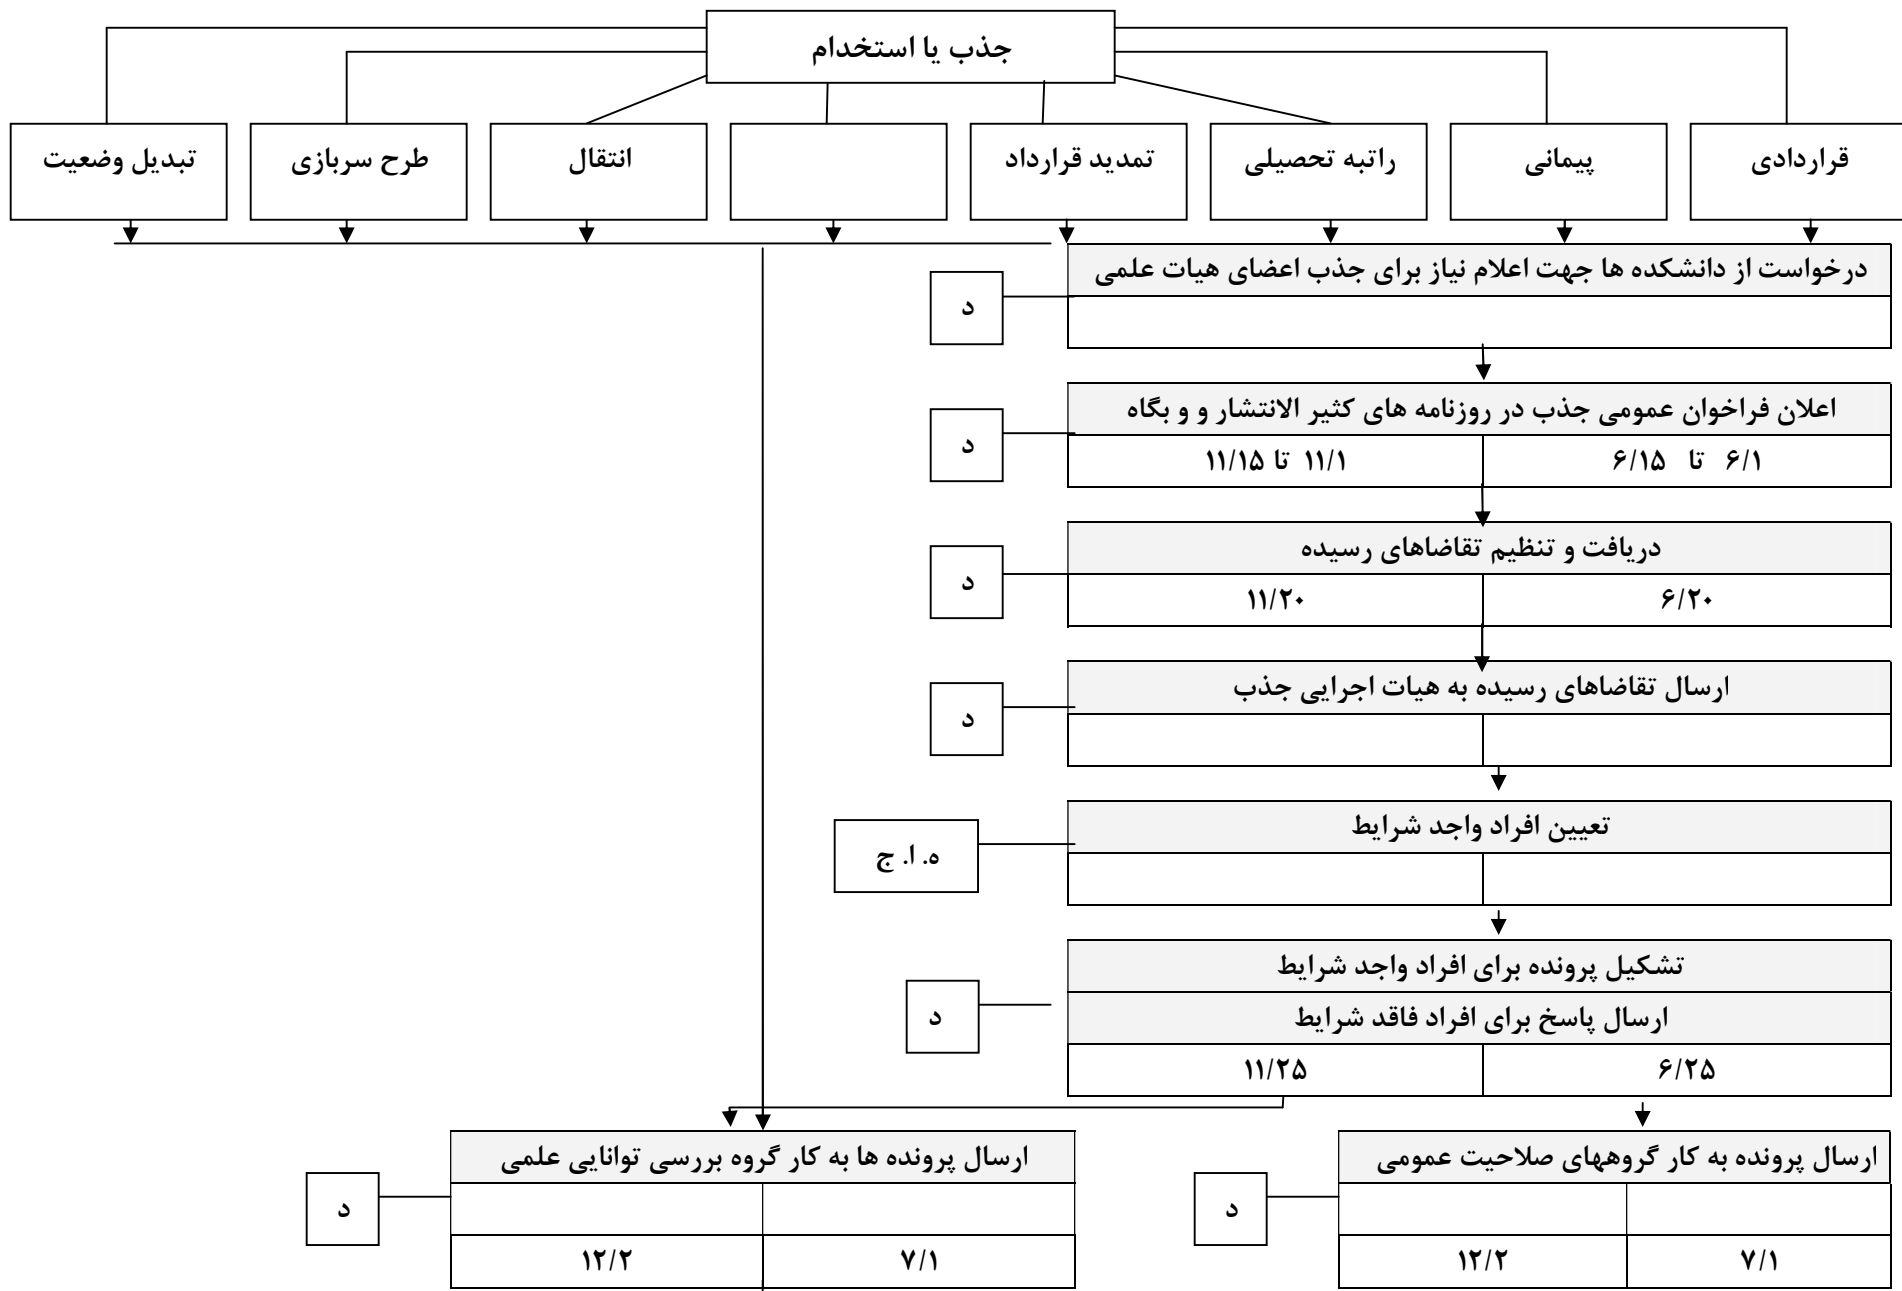 جذب یا استخدام
قراردادی
پیمانی
راتبه تحصیلی
تمدید قرارداد
انتقال
طرح سربازی
تبدیل وضعیت
درخواست از دانشکده ها جهت اعلام نیاز برای جذب اعضای هیات علمی
د
اعلان فراخوان عمومی جذب در روزنامه های کثیر الانتشار و و بگاه
۶/۱ تا ۶/۱۵
۱۱/۱ تا ۱۱/۱۵
د
دریافت و تنظیم تقاضاهای رسیده
۶/۲۰
۱۱/۲۰
د
ارسال تقاضاهای رسیده به هیات اجرایی جذب
د
تعیین افراد واجد شرایط
ه. ا. ج
تشکیل پرونده برای افراد واجد شرایط
ارسال پاسخ برای افراد فاقد شرایط
۶/۲۵
۱۱/۲۵
د
ارسال پرونده به کار گروههای صلاحیت عمومی
۷/۱
۱۲/۲
د
ارسال پرونده ها به کار گروه بررسی توانایی علمی
۷/۱
۱۲/۲
د